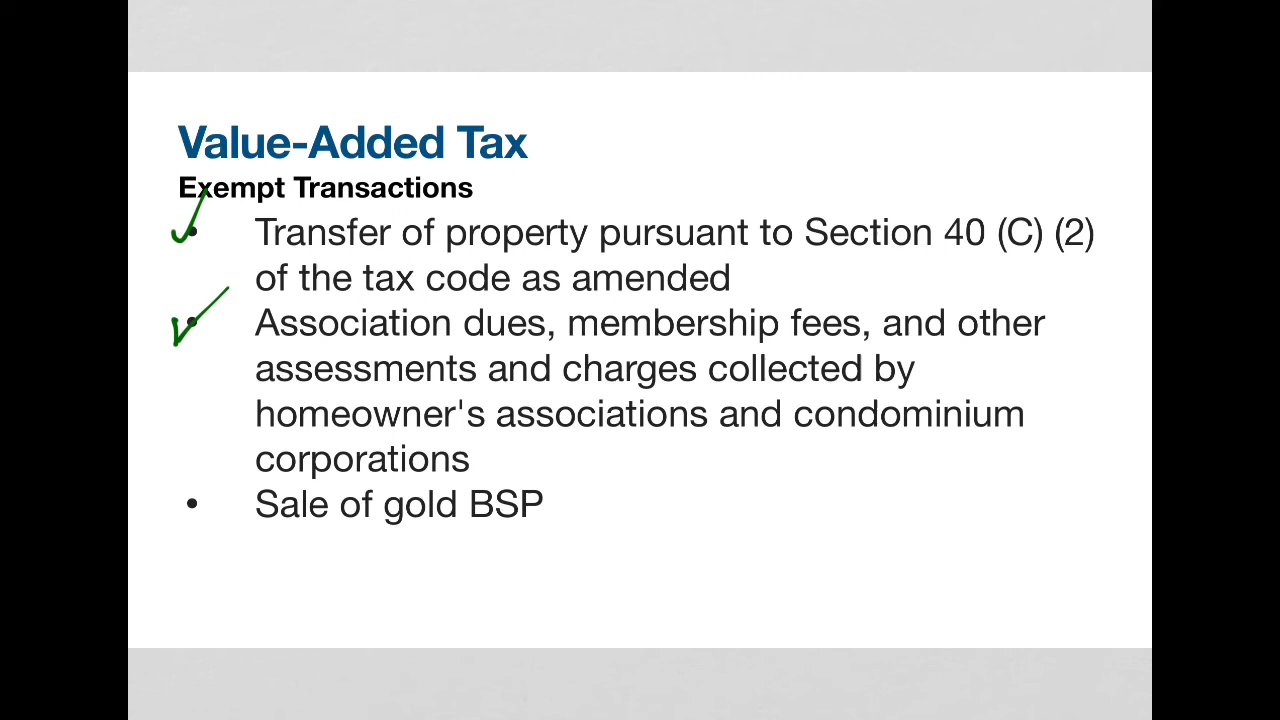 Value-Added Tax
Exempt Transactions
• Transfer of property pursuant to Section 40 (C) (2)
of the tax code as amended
• Association dues, membership fees, and other
assessments and charges collected by
homeowner's associations and condominium
corporations
• Sale of gold BSP